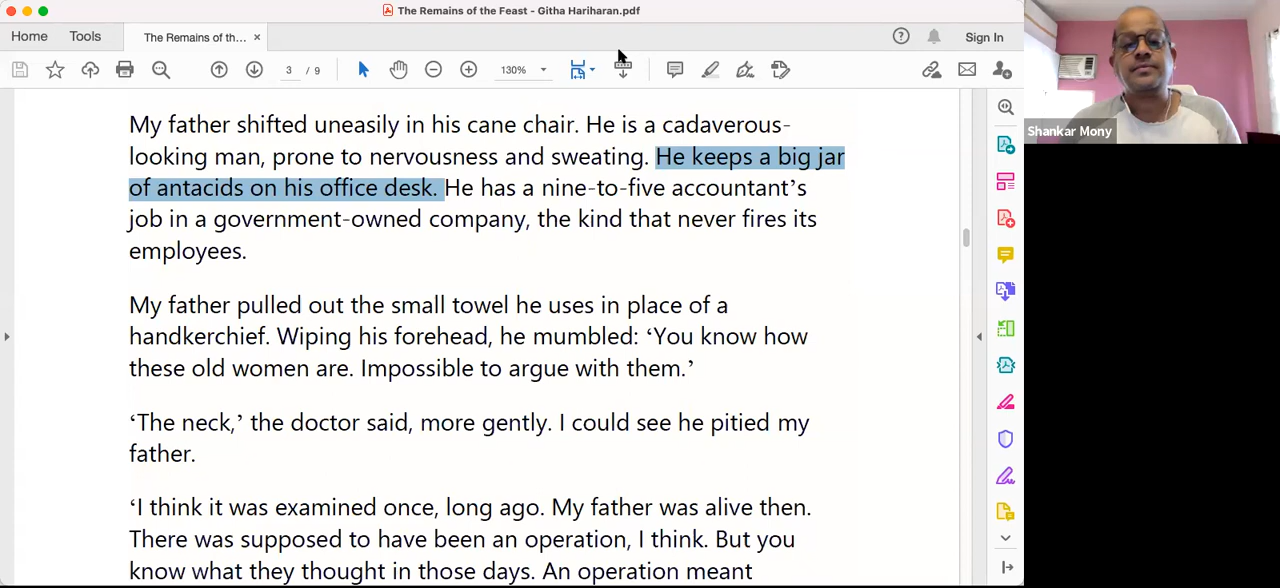 The Remains of the Feast - Githa Hariharan.pdf
Home Tools The Remains of th... × Sign In
3 / 9 130%
My father shifted uneasily in his cane chair. He is a cadaverous-
looking man, prone to nervousness and sweating. He keeps a big jar
of antacids on his office desk. He has a nine-to-five accountant’s
job in a government-owned company, the kind that never fires its
employees.
My father pulled out the small towel he uses in place of a
handkerchief. Wiping his forehead, he mumbled: ‘You know how
these old women are. Impossible to argue with them.’
‘The neck,’ the doctor said, more gently. I could see he pitied my
father.
‘I think it was examined once, long ago. My father was alive then.
There was supposed to have been an operation, I think. But you
know what they thought in those days. An operation meant
Shankar Mony